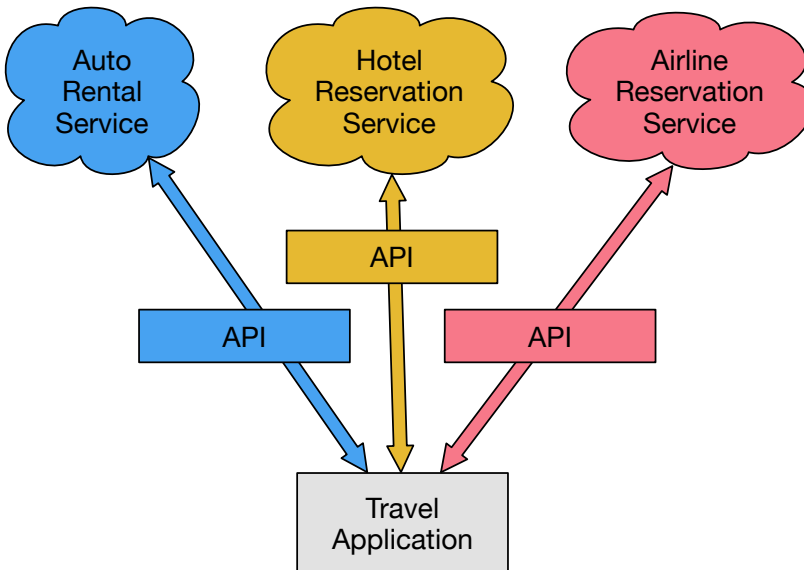 Auto
Rental
Service
Hotel
Reservation
Service
Airline
Reservation
Service
API
API
API
Travel
Application